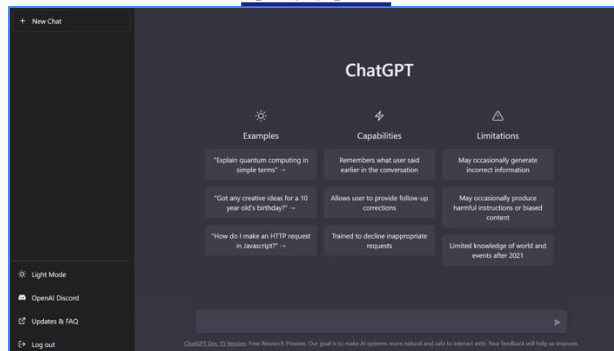 + New Chat
ChatGPT
Examples
"Explain quantum computing in
simple terms" →
"Got any creative ideas for a 10
year old's birthday?" →
"How do I make an HTTP request
in Javascript?" →
Capabilities
Remembers what user said
earlier in the conversation
Allows user to provide follow-up
corrections
Trained to decline inappropriate
requests
Limitations
May occasionally generate
incorrect information
May occasionally produce
harmful instructions or biased
content
Limited knowledge of world and
events after 2021
Light Mode
OpenAI Discord
Updates & FAQ
Log out
ChatGPT Dec 15 Version. Free Research Preview. Our goal is to make AI systems more natural and safe to interact with. Your feedback will help us improve.